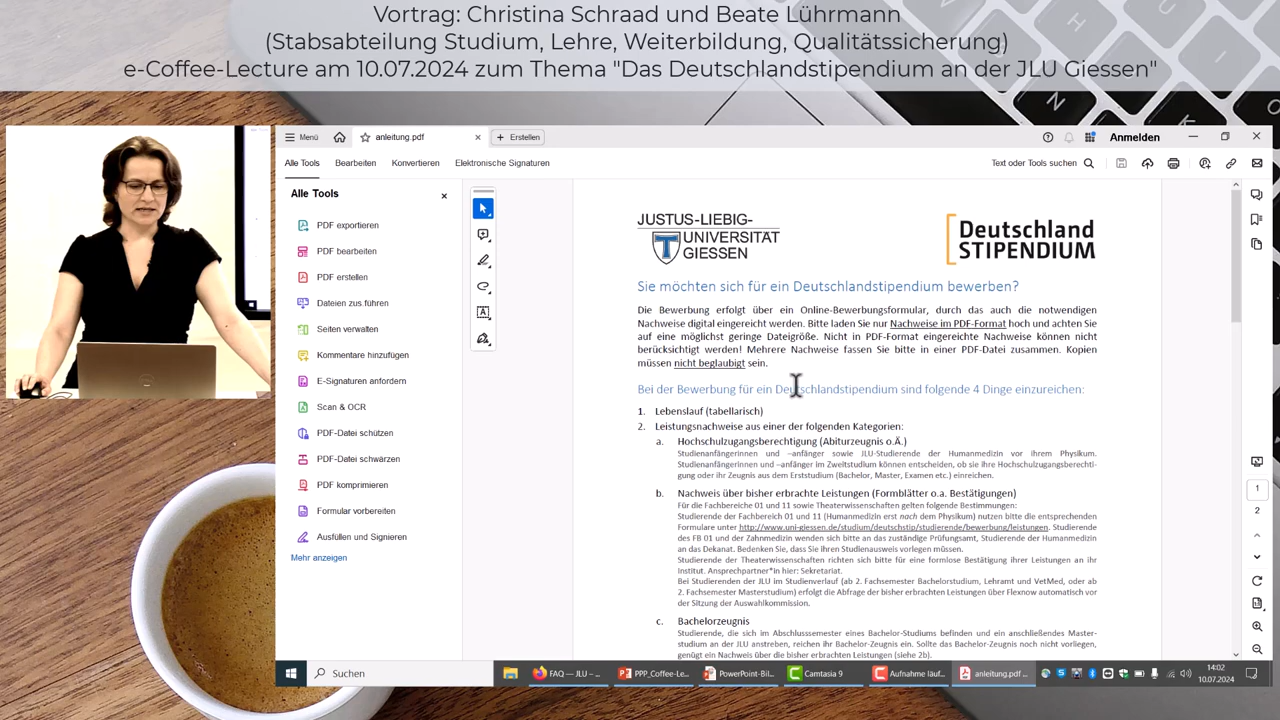 Vortrag: Christina Schraad und Beate Lührmann
(Stabsabteilung Studium, Lehre, Weiterbildung, Qualitätssicherung)
e-Coffee-Lecture am 10.07.2024 zum Thema "Das Deutschlandstipendium an der JLU Giessen"
Menü
anleitung.pdf
Erstellen
Anmelden
Alle Tools
Bearbeiten
Konvertieren
Elektronische Signaturen
Text oder Tools suchen
Alle Tools
PDF exportieren
PDF bearbeiten
PDF erstellen
Dateien zus führen
Seiten verwalten
Kommentare hinzufügen
E-Signaturen anfordern
Scan & OCR
PDF-Datei schützen
PDF-Datei schwärzen
PDF komprimieren
Formular vorbereiten
Ausfüllen und Signieren
Mehr anzeigen
JUSTUS-LIEBIG-
UNIVERSITÄT
GIESSEN
Deutschland
STIPENDIUM
Sie möchten sich für ein Deutschlandstipendium bewerben?
Die Bewerbung erfolgt über ein Online-Bewerbungsformular, durch das auch die notwendigen
Nachweise digital eingereicht werden. Bitte laden Sie nur Nachweise im PDF-Format hoch und achten Sie
auf eine möglichst geringe Dateigröße. Nicht in PDF-Format eingereichte Nachweise können nicht
berücksichtigt werden! Mehrere Nachweise fassen Sie bitte in einer PDF-Datei zusammen. Kopien
müssen nicht beglaubigt sein.
Bei der Bewerbung für ein Deutschlandstipendium sind folgende 4 Dinge einzureichen:
1. Lebenslauf (tabellarisch)
2. Leistungsnachweise aus einer der folgenden Kategorien:
a. Hochschulzugangsberechtigung (Abiturzeugnis o.Ä.)
Studienanfängerinnen und –anfänger sowie JLU-Studierende der Humanmedizin vor ihrem Physikum.
Studienanfängerinnen und –anfänger im Zweitstudium können entscheiden, ob sie ihre Hochschulzugangsberechti-
gung oder ihr Zeugnis aus dem Erststudium (Bachelor, Master, Examen etc.) einreichen.
b. Nachweis über bisher erbrachte Leistungen (Formblätter o.a. Bestätigungen)
Für die Fachbereiche 01 und 11 sowie Theaterwissenschaften gelten folgende Bestimmungen:
Studierende der Fachbereich 01 und 11 (Humanmedizin erst nach dem Physikum) nutzen bitte die entsprechenden
Formulare unter http://www.uni-giessen.de/studium/deutschstip/studierende/bewerbung/leistungen. Studierende
des FB 01 und der Zahnmedizin wenden sich bitte an das zuständige Prüfungsamt, Studierende der Humanmedizin
an das Dekanat. Bedenken Sie, dass Sie ihren Studienausweis vorlegen müssen.
Studierende der Theaterwissenschaften richten sich bitte für eine formlose Bestätigung ihrer Leistungen an ihr
Institut. Ansprechpartner*in hier: Sekretariat.
Bei Studierenden der JLU im Studienverlauf (ab 2. Fachsemester Bachelorstudium, Lehramt und VetMed, oder ab
2. Fachsemester Masterstudium) erfolgt die Abfrage der bisher erbrachten Leistungen über Flexnow automatisch vor
der Sitzung der Auswahlkommission.
c. Bachelorzeugnis
Studierende, die sich im Abschlusssemester eines Bachelor-Studiums befinden und ein anschließendes Master-
studium an der JLU anstreben, reichen ihr Bachelor-Zeugnis ein. Sollte das Bachelor-Zeugnis noch nicht vorliegen,
genügt ein Nachweis über die bisher erbrachten Leistungen (siehe 2b).
1
2
Suchen
FAQ — JLU – ...
PPP_Coffee-Le...
PowerPoint-Bil...
Camtasia 9
Aufnahme läuf...
anleitung.pdf ...
14:02
10.07.2024